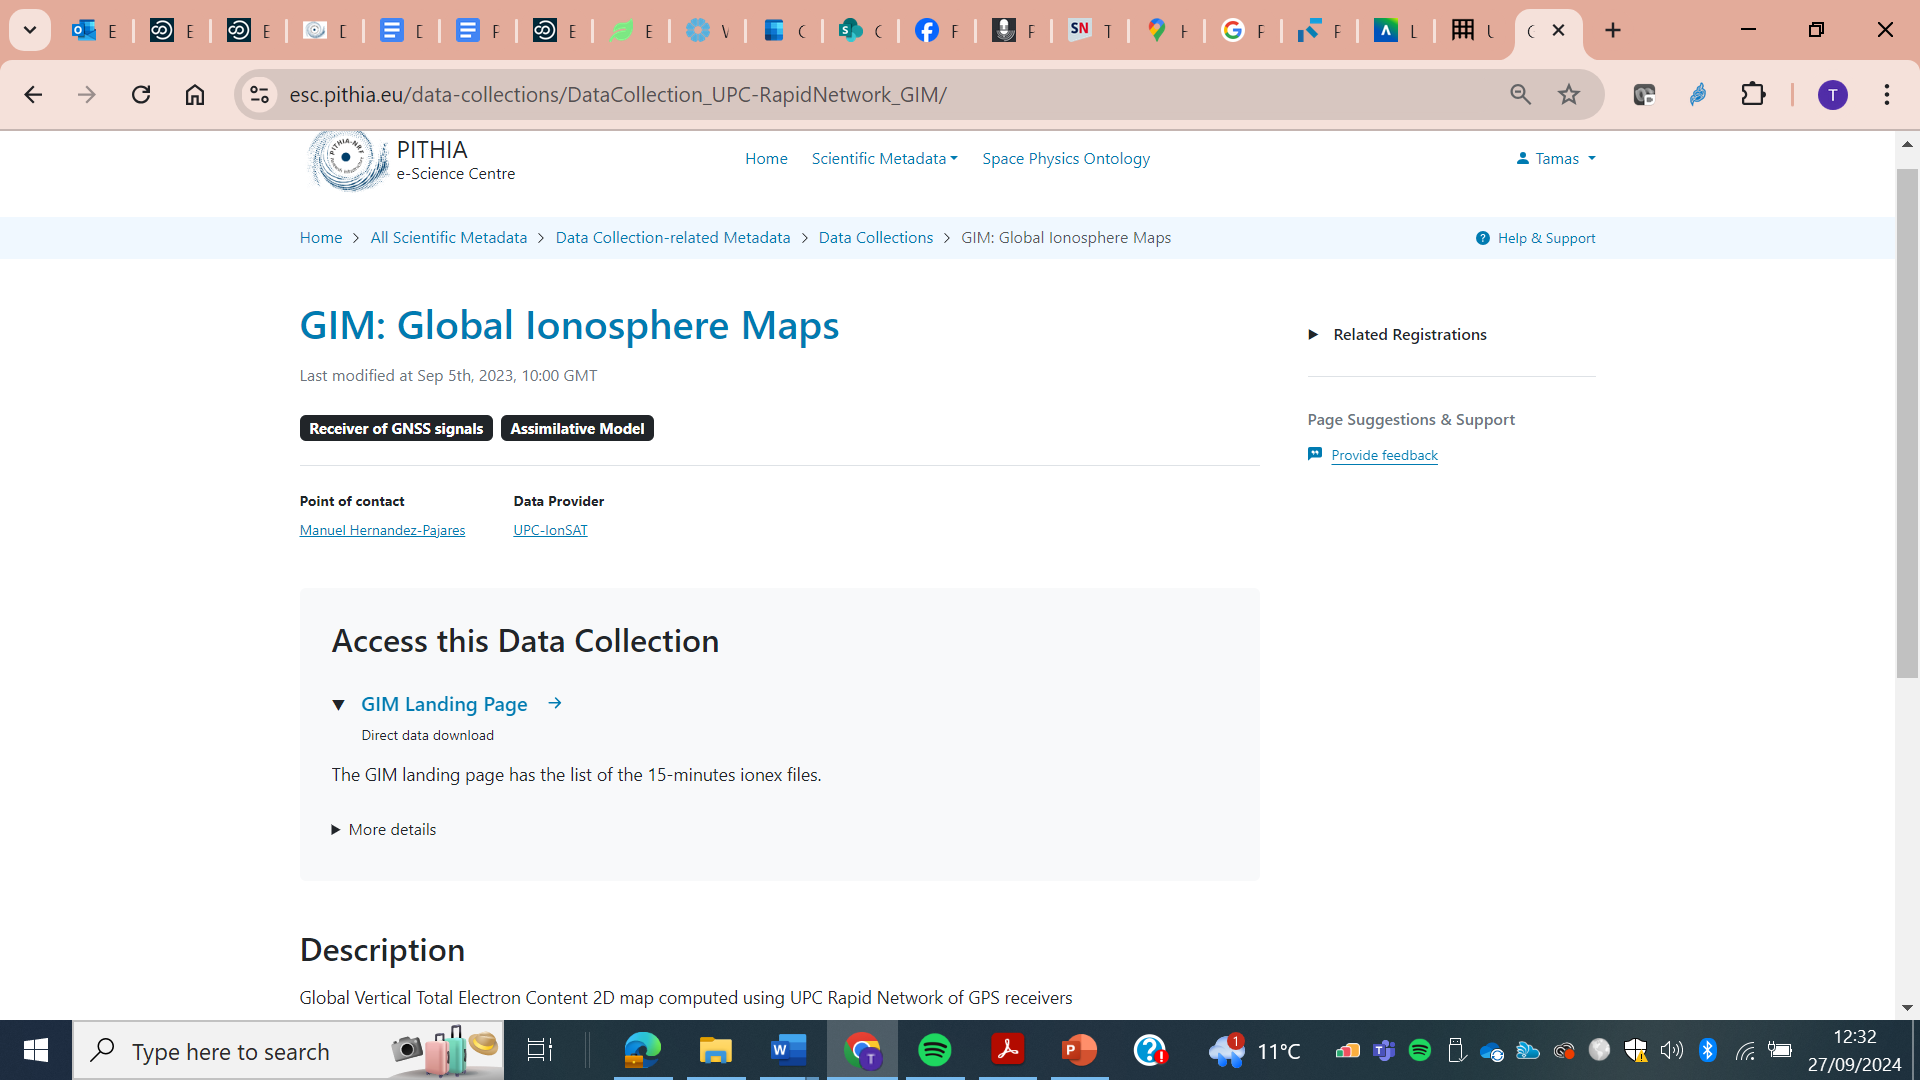 E E E D D P E E V C C F P SN T H P P L U C
esc.pithia.eu/data-collections/DataCollection_UPC-RapidNetwork_GIM/
T
PITHIA-NRF
PITHIA
e-Science Centre
Home Scientific Metadata Space Physics Ontology
Tamas
Home > All Scientific Metadata > Data Collection-related Metadata > Data Collections > GIM: Global Ionosphere Maps
Help & Support
GIM: Global Ionosphere Maps
Last modified at Sep 5th, 2023, 10:00 GMT
Receiver of GNSS signals Assimilative Model
Related Registrations
Page Suggestions & Support
Provide feedback
Point of contact Data Provider
Manuel Hernandez-Pajares UPC-IonSAT
Access this Data Collection
GIM Landing Page →
Direct data download
The GIM landing page has the list of the 15-minutes ionex files.
More details
Description
Global Vertical Total Electron Content 2D map computed using UPC Rapid Network of GPS receivers
Type here to search
1
11°C
12:32
27/09/2024